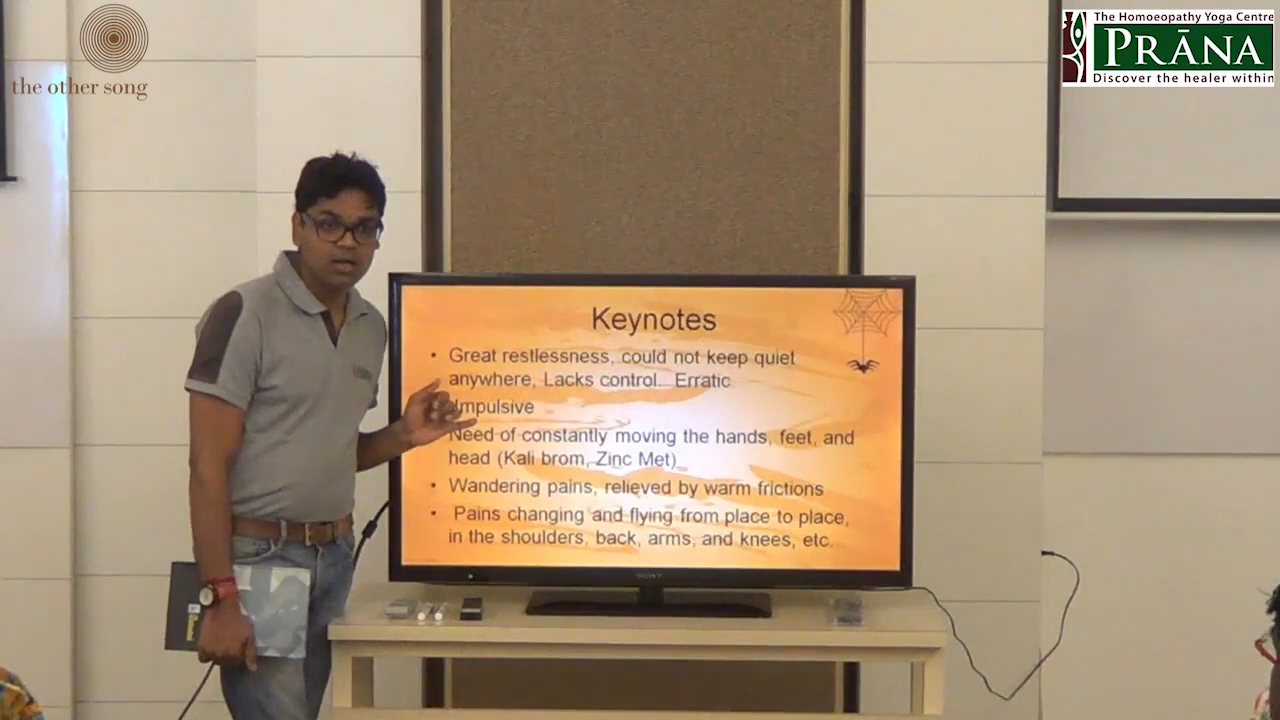 the other song
The Homoeopathy Yoga Centre
PRĀNA
Discover the healer within
Keynotes
• Great restlessness, could not keep quiet
anywhere, Lacks control. Erratic
Impulsive
Need of constantly moving the hands, feet, and
head (Kali brom, Zinc Met)
• Wandering pains, relieved by warm frictions
• Pains changing and flying from place to place,
in the shoulders, back, arms, and knees, etc.
SONY